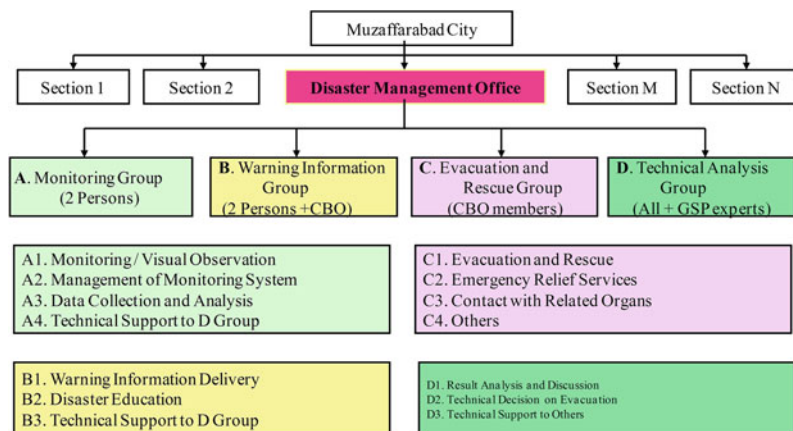 Muzaffarabad City
Section 1
Section 2
Disaster Management Office
Section M
Section N
A. Monitoring Group
(2 Persons)
B. Warning Information
Group
(2 Persons +CBO)
C. Evacuation and
Rescue Group
(CBO members)
D. Technical Analysis
Group
(All + GSP experts)
A1. Monitoring / Visual Observation
A2. Management of Monitoring System
A3. Data Collection and Analysis
A4. Technical Support to D Group
C1. Evacuation and Rescue
C2. Emergency Relief Services
C3. Contact with Related Organs
C4. Others
B1. Warning Information Delivery
B2. Disaster Education
B3. Technical Support to D Group
D1. Result Analysis and Discussion
D2. Technical Decision on Evacuation
D3. Technical Support to Others